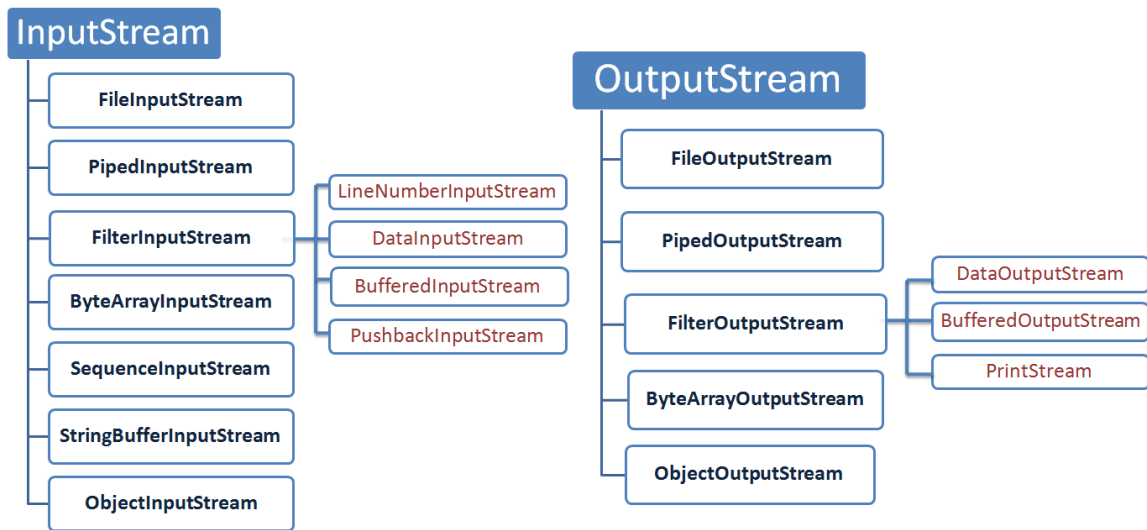 InputStream
FileInputStream
PipedInputStream
FilterInputStream
LineNumberInputStream
DataInputStream
BufferedInputStream
PushbackInputStream
ByteArrayInputStream
SequenceInputStream
StringBufferInputStream
ObjectInputStream
OutputStream
FileOutputStream
PipedOutputStream
FilterOutputStream
DataOutputStream
BufferedOutputStream
PrintStream
ByteArrayOutputStream
ObjectOutputStream